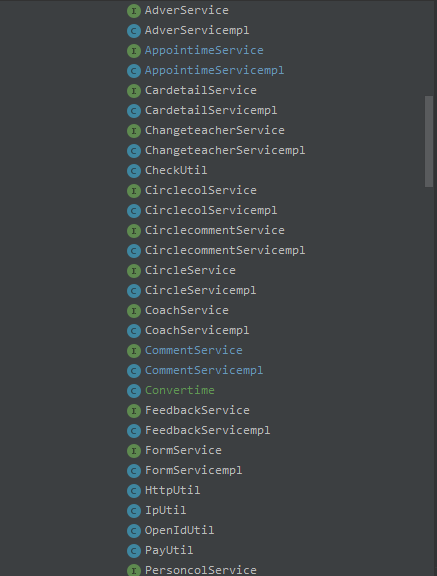 I AdverService
C AdverServicempl
I AppointimeService
C AppointimeServicempl
I CardetailService
C CardetailServicempl
I ChangeteacherService
C ChangeteacherServicempl
C CheckUtil
I CirclecolService
C CirclecolServicempl
I CirclecommentService
C CirclecommentServicempl
I CircleService
C CircleServicempl
I CoachService
C CoachServicempl
I CommentService
C CommentServicempl
C Convertime
I FeedbackService
C FeedbackServicempl
I FormService
C FormServicempl
C HttpUtil
C IpUtil
C OpenIdUtil
C PayUtil
I PersoncolService